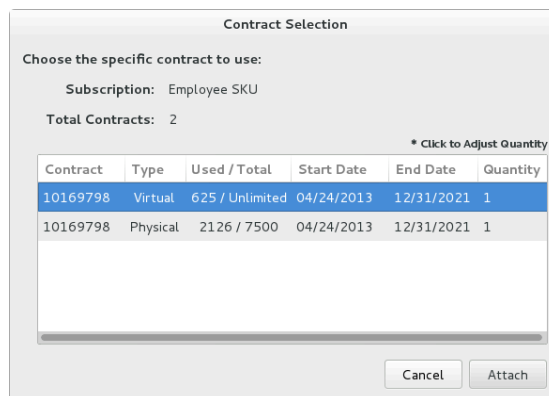 Contract Selection
Choose the specific contract to use:
Subscription: Employee SKU
Total Contracts: 2
* Click to Adjust Quantity
Contract Type Used / Total Start Date End Date Quantity
10169798 Virtual 625 / Unlimited 04/24/2013 12/31/2021 1
10169798 Physical 2126 / 7500 04/24/2013 12/31/2021 1
Cancel Attach